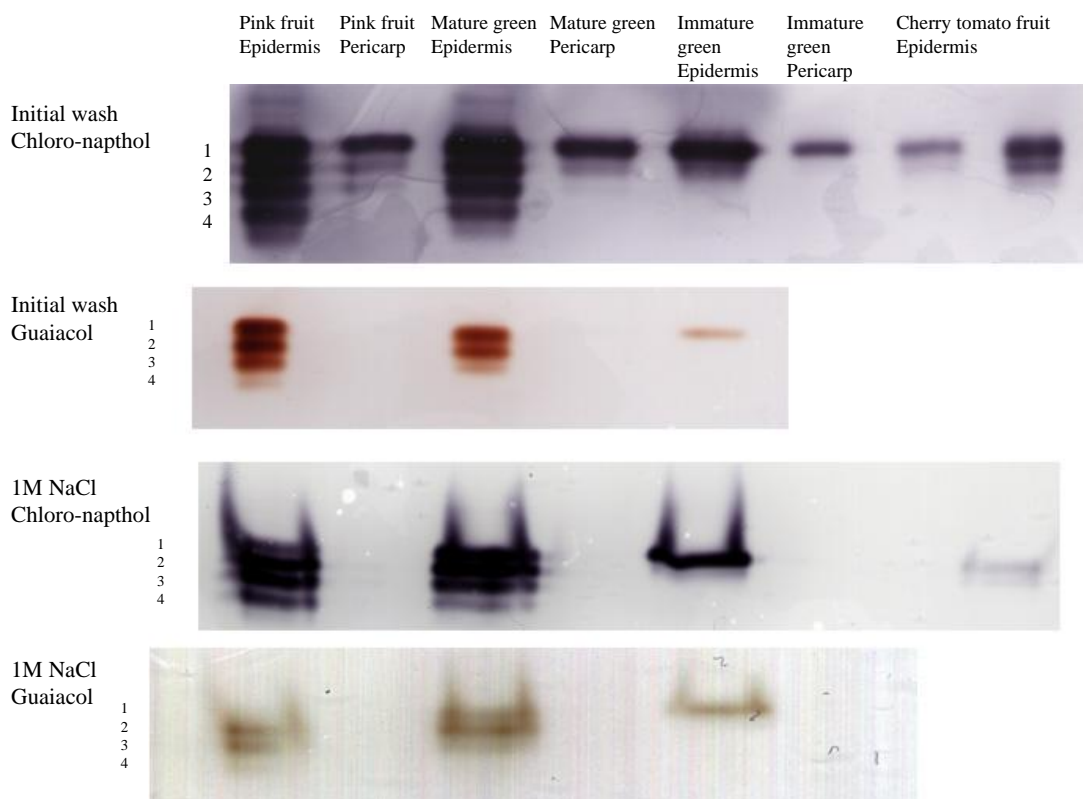 Pink fruit
Epidermis
Pink fruit
Pericarp
Mature green
Epidermis
Mature green
Pericarp
Immature
green
Epidermis
Immature
green
Pericarp
Cherry tomato fruit
Epidermis
Initial wash
Chloro-napthol
1
2
3
4
Initial wash
Guaiacol
1
2
3
4
1M NaCl
Chloro-napthol
1
2
3
4
1M NaCl
Guaiacol
1
2
3
4